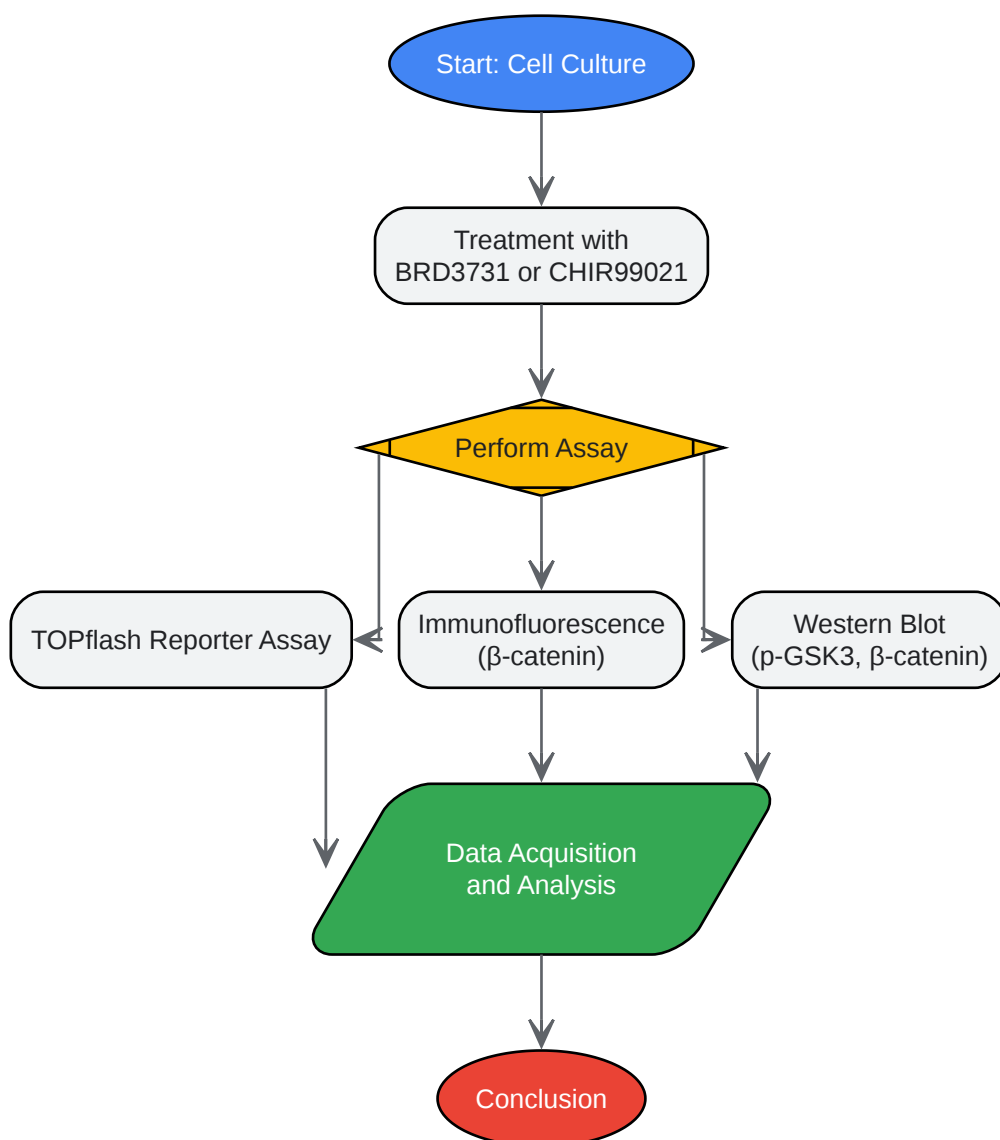 Start: Cell Culture
Treatment with
BRD3731 or CHIR99021
Perform Assay
TOPflash Reporter Assay
Immunofluorescence
(β-catenin)
Western Blot
(p-GSK3, β-catenin)
Data Acquisition
and Analysis
Conclusion